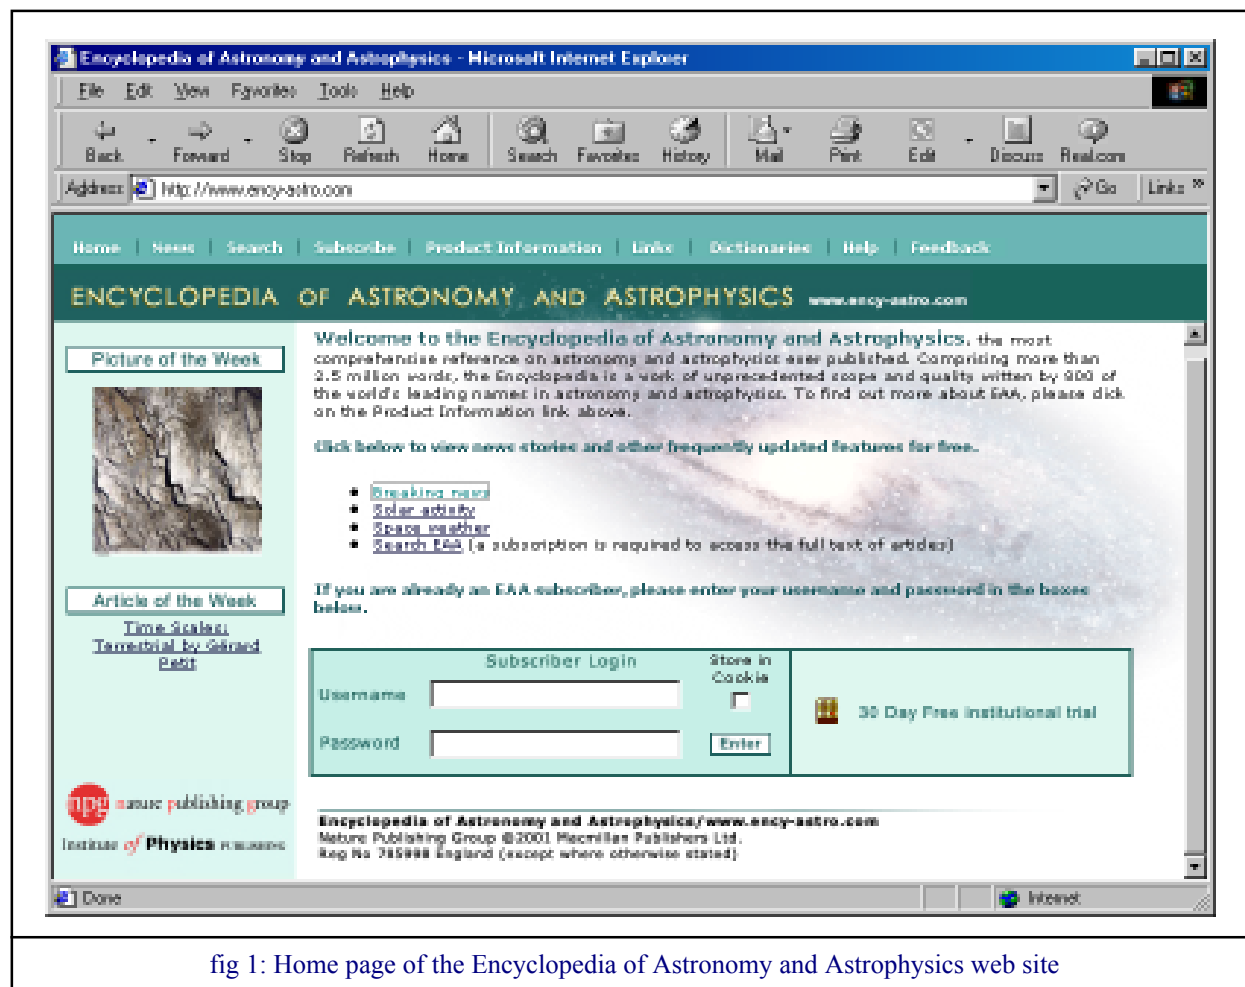 Encyclopedia of Astronomy and Astrophysics - Microsoft Internet Explorer
File Edit View Favorites Tools Help
Back Forward Stop Refresh Home Search Favorites History Mail Print Edit Discuss Real.com
Address http://www.ency-astro.com Go Links »
Home | News | Search | Subscribe | Product Information | Links | Dictionaries | Help | Feedback
ENCYCLOPEDIA OF ASTRONOMY AND ASTROPHYSICS www.ency-astro.com
Picture of the Week
Article of the Week
Time Scales:
Terrestrial by Gérard
Petit
npg nature publishing group
Institute of Physics PUBLISHING
Welcome to the Encyclopedia of Astronomy and Astrophysics, the most
comprehensive reference on astronomy and astrophysics ever published. Comprising more than
2.5 million words, the Encyclopedia is a work of unprecedented scope and quality written by 800 of
the world's leading names in astronomy and astrophysics. To find out more about EAA, please click
on the Product Information link above.
Click below to view news stories and other frequently updated features for free.
Breaking news
Solar activity
Space weather
Search EAA (a subscription is required to access the full text of articles)
If you are already an EAA subscriber, please enter your username and password in the boxes
below.
Subscriber Login
Store in
Cookie
Username
Password
Enter
30 Day Free institutional trial
Encyclopedia of Astronomy and Astrophysics/www.ency-astro.com
Nature Publishing Group ©2001 Macmillan Publishers Ltd.
Reg No 785998 England (except where otherwise stated)
Done Internet
fig 1: Home page of the Encyclopedia of Astronomy and Astrophysics web site